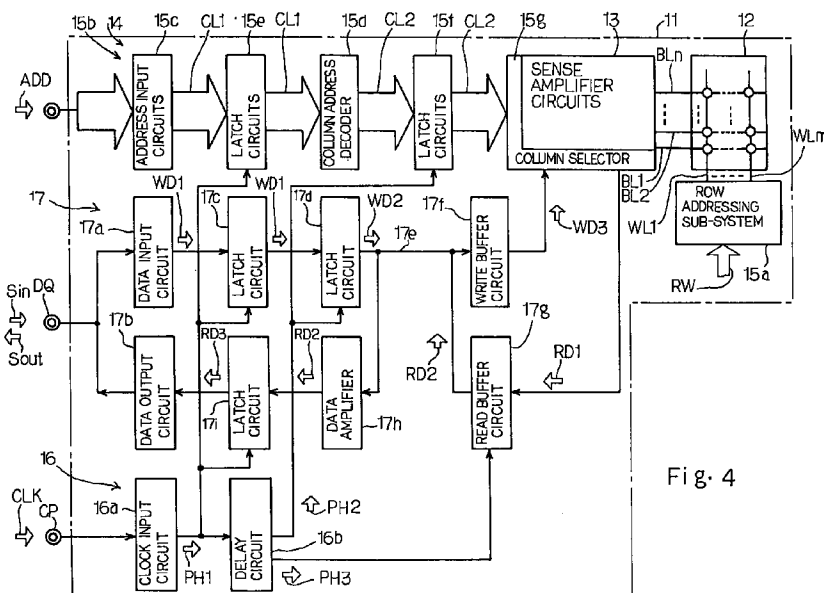 15b 14 15c CL1 15e CL1 15d CL2 15f CL2 15g 13 11 12
ADD
ADDRESS INPUT CIRCUITS
LATCH CIRCUITS
COLUMN ADDRESS DECODER
LATCH CIRCUITS
SENSE AMPLIFIER CIRCUITS
COLUMN SELECTOR
BLn
BL1
BL2
WLm
WL1
ROW ADDRESSING SUB-SYSTEM
15a
RW
17
17a
WD1
17c
WD1
17d
WD2
17e
17f
WD3
DATA INPUT CIRCUIT
LATCH CIRCUIT
LATCH CIRCUIT
WRITE BUFFER CIRCUIT
Sin
DQ
Sout
17b
RD3
RD2
RD2
17g
RD1
DATA OUTPUT CIRCUIT
LATCH CIRCUIT
17i
DATA AMPLIFIER
17h
READ BUFFER CIRCUIT
Fig. 4
16
16a
CLK
CP
CLOCK INPUT CIRCUIT
PH1
DELAY CIRCUIT
PH2
16b
PH3